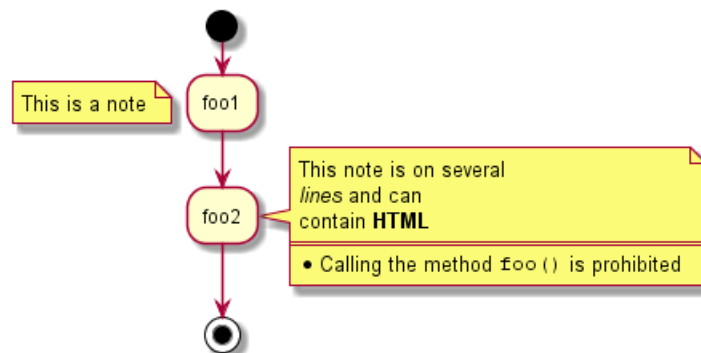 This is a note
foo1
foo2
This note is on several
lines and can
contain HTML
• Calling the method foo() is prohibited